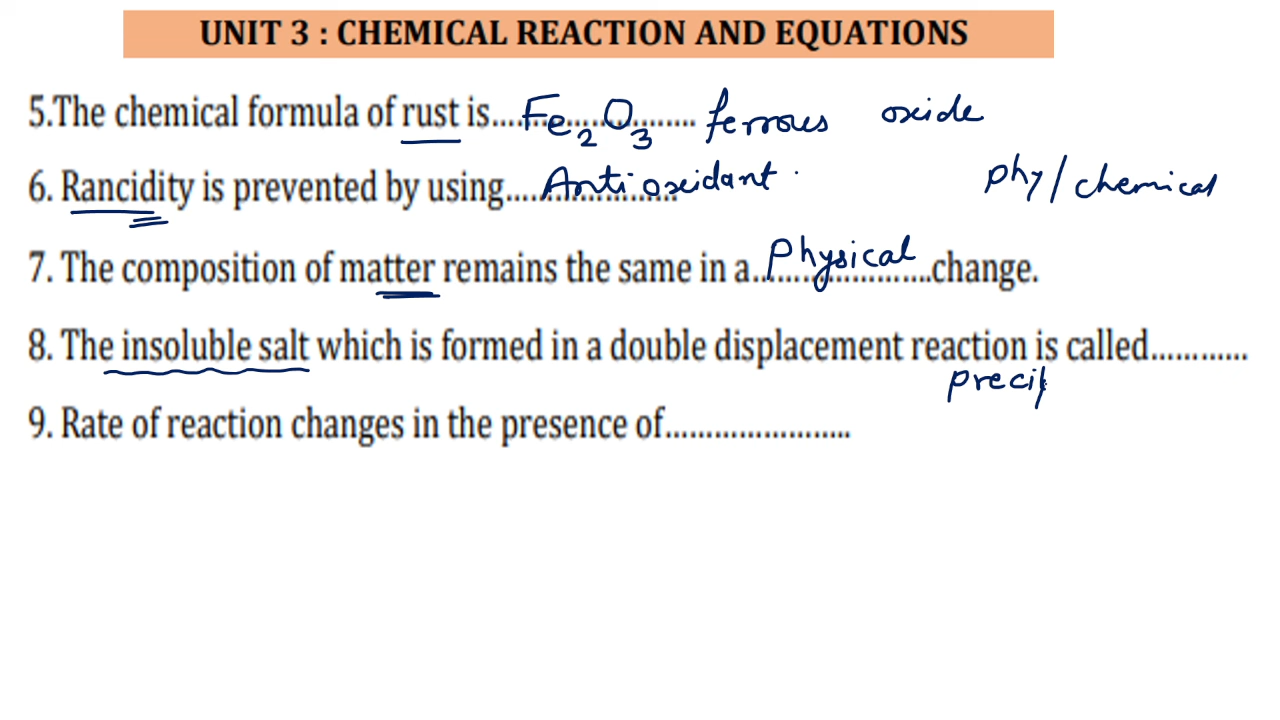 UNIT 3 : CHEMICAL REACTION AND EQUATIONS
5.The chemical formula of rust is.... Fe2O3 ........ ferrous oxide
6. Rancidity is prevented by using..... Antioxidant ........
phy/chemical
7. The composition of matter remains the same in a.. Physical ........change.
8. The insoluble salt which is formed in a double displacement reaction is called............
precip
9. Rate of reaction changes in the presence of.......................